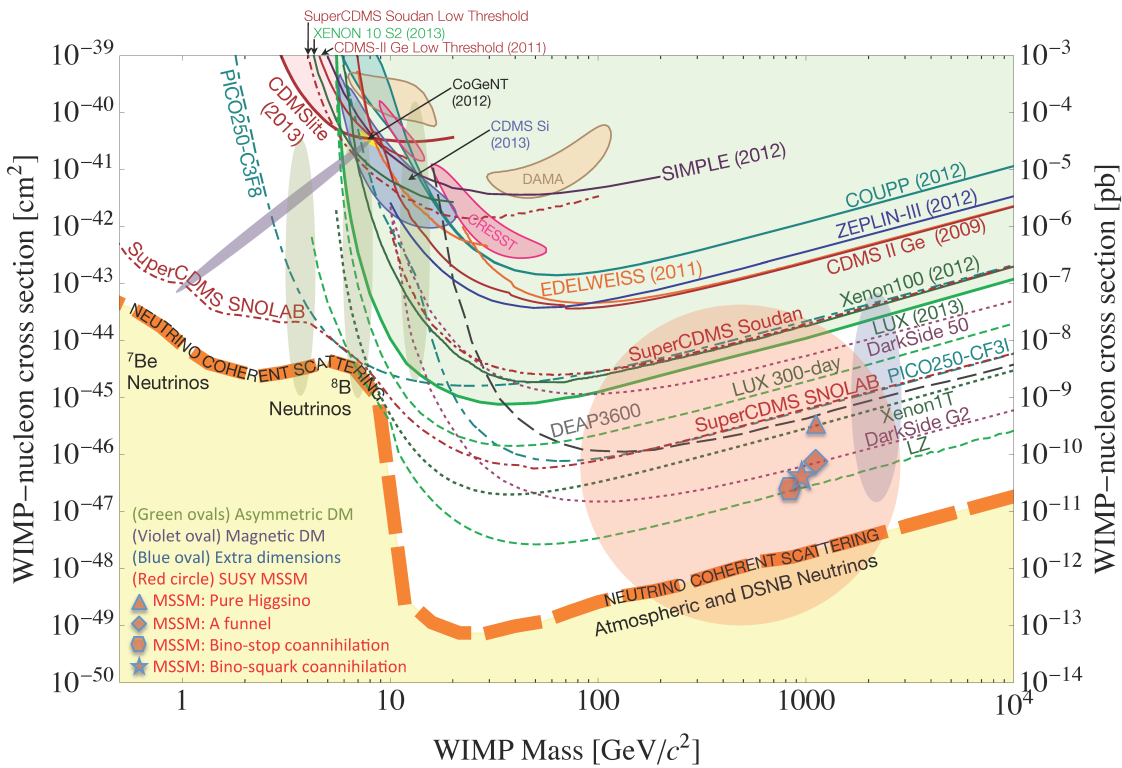 SuperCDMS Soudan Low Threshold
XENON 10 S2 (2013)
CDMS-II Ge Low Threshold (2011)
10⁻³⁹
10⁻⁴⁰
10⁻⁴¹
10⁻⁴²
10⁻⁴³
10⁻⁴⁴
10⁻⁴⁵
10⁻⁴⁶
10⁻⁴⁷
10⁻⁴⁸
10⁻⁴⁹
10⁻⁵⁰
WIMP−nucleon cross section [cm²]
10⁻³
10⁻⁴
10⁻⁵
10⁻⁶
10⁻⁷
10⁻⁸
10⁻⁹
10⁻¹⁰
10⁻¹¹
10⁻¹²
10⁻¹³
10⁻¹⁴
WIMP−nucleon cross section [pb]
PICO250-C3F8
CDMSlite
(2013)
CoGeNT
(2012)
CDMS Si
(2013)
DAMA
SIMPLE (2012)
CRESST
COUPP (2012)
ZEPLIN-III (2012)
EDELWEISS (2011)
CDMS II Ge (2009)
SuperCDMS SNOLAB
Xenon100 (2012)
SuperCDMS Soudan
LUX (2013)
DarkSide 50
LUX 300-day
PICO250-CF3I
SuperCDMS SNOLAB
DEAP3600
Xenon1T
DarkSide G2
LZ
NEUTRINO COHERENT SCATTERING
⁷Be
Neutrinos
⁸B
Neutrinos
NEUTRINO COHERENT SCATTERING
Atmospheric and DSNB Neutrinos
(Green ovals) Asymmetric DM
(Violet oval) Magnetic DM
(Blue oval) Extra dimensions
(Red circle) SUSY MSSM
MSSM: Pure Higgsino
MSSM: A funnel
MSSM: Bino-stop coannihilation
MSSM: Bino-squark coannihilation
1
10
100
1000
10⁴
WIMP Mass [GeV/c²]